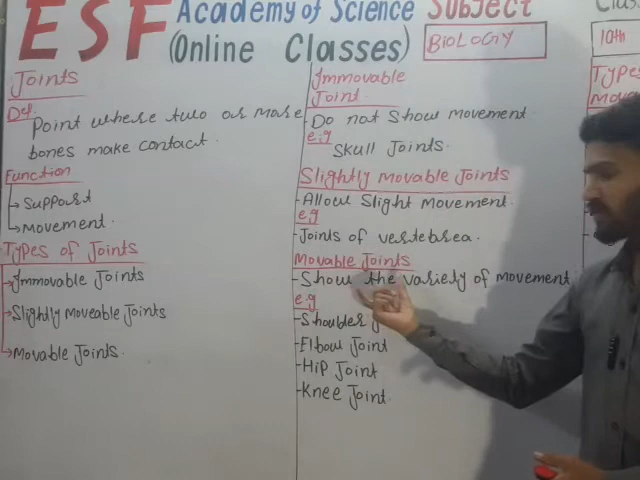 ESF Academy of Science Subject
(Online Classes) BIOLOGY
Class
10th
Joints
Def.
Point where two or more
bones make contact.
Function
Support
Movement.
Types of Joints
Immovable Joints
Slightly Moveable Joints
Movable Joints.
Immovable
Joint
- Do not Show movement.
e.g
Skull Joints.
Slightly movable Joints
- Allow Slight movement.
e.g
- Joints of vertebrea.
Movable Joints
- Show the variety of movement
e.g
- Shoulder J
- Elbow Joint
- Hip Joint
- Knee Joint.
Types
Mova